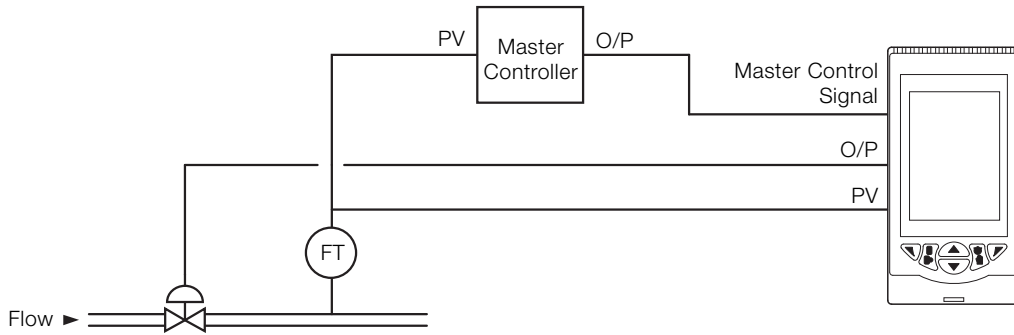 PV
Master
Controller
O/P
Master Control
Signal
O/P
PV
FT
Flow ►